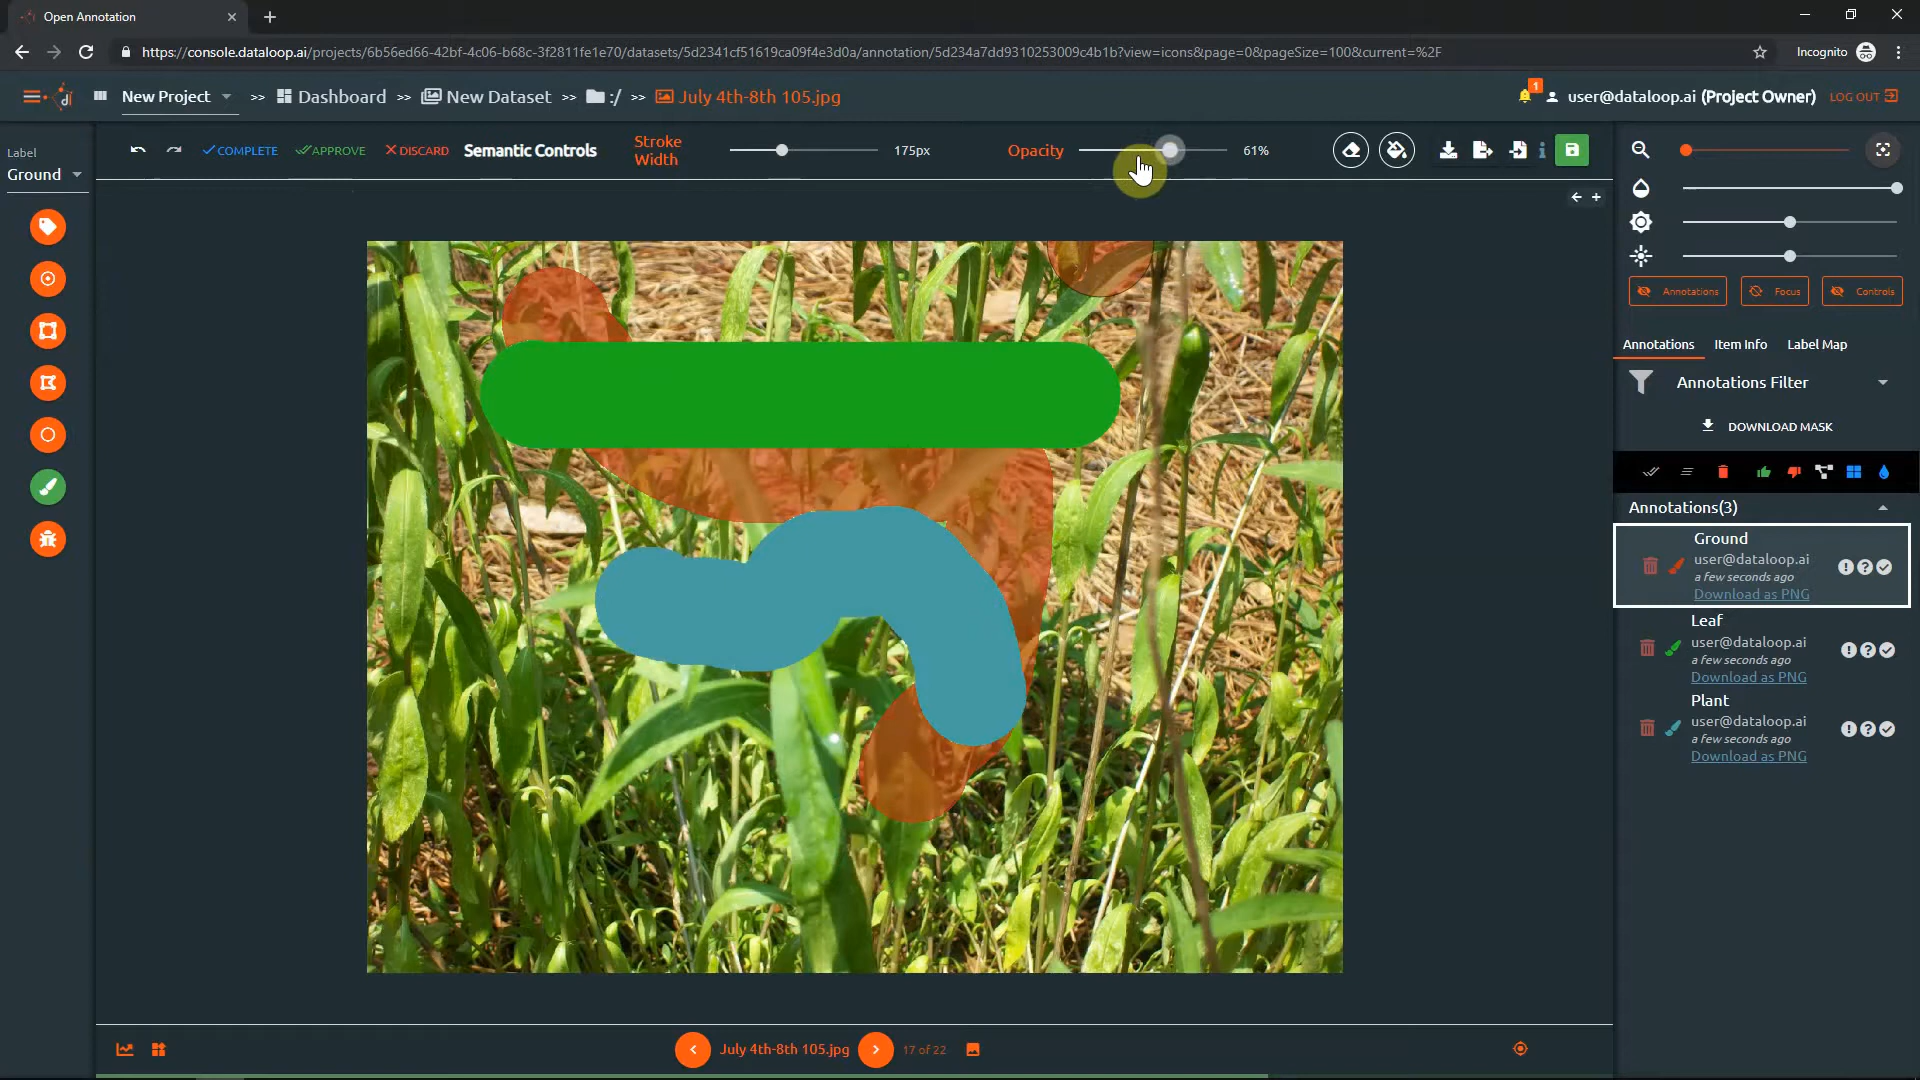 Open Annotation
https://console.dataloop.ai/projects/6b56ed66-42bf-4c06-b68c-3f2811fe1e70/datasets/5d2341cf51619ca09f4e3d0a/annotation/5d234a7dd9310253009c4b1b?view=icons&page=0&pageSize=100&current=%2F
Incognito
New Project >> Dashboard >> New Dataset >> :/ >> July 4th-8th 105.jpg
1
user@dataloop.ai (Project Owner) LOG OUT
Label
Ground
COMPLETE APPROVE DISCARD Semantic Controls Stroke Width 175px Opacity 61%
Annotations Focus Controls
Annotations Item Info Label Map
Annotations Filter
DOWNLOAD MASK
Annotations(3)
Ground
user@dataloop.ai
a few seconds ago
Download as PNG
Leaf
user@dataloop.ai
a few seconds ago
Download as PNG
Plant
user@dataloop.ai
a few seconds ago
Download as PNG
July 4th-8th 105.jpg 17 of 22